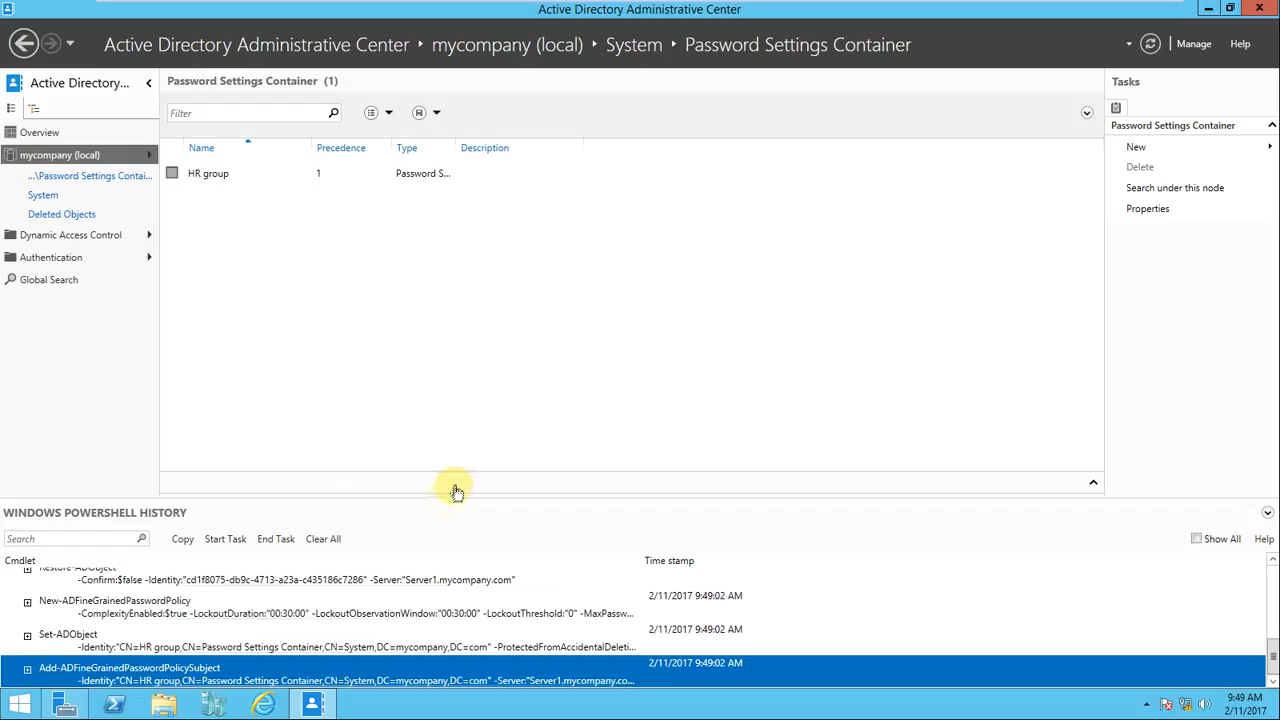 Active Directory Administrative Center
Active Directory Administrative Center › mycompany (local) › System › Password Settings Container
Manage
Help
Active Directory...
Password Settings Container (1)
Tasks
Filter
Password Settings Container
Overview
mycompany (local)
...\Password Settings Contai...
System
Deleted Objects
Dynamic Access Control
Authentication
Global Search
Name Precedence Type Description
HR group 1 Password S...
New
Delete
Search under this node
Properties
WINDOWS POWERSHELL HISTORY
Search
Copy Start Task End Task Clear All
Show All Help
Cmdlet Time stamp
Restore-ADObject
-Confirm:$false -Identity:"cd1f8075-db9c-4713-a23a-c435186c7286" -Server:"Server1.mycompany.com"
New-ADFineGrainedPasswordPolicy 2/11/2017 9:49:02 AM
-ComplexityEnabled:$true -LockoutDuration:"00:30:00" -LockoutObservationWindow:"00:30:00" -LockoutThreshold:"0" -MaxPassw...
Set-ADObject 2/11/2017 9:49:02 AM
-Identity:"CN=HR group,CN=Password Settings Container,CN=System,DC=mycompany,DC=com" -ProtectedFromAccidentalDeleti...
Add-ADFineGrainedPasswordPolicySubject 2/11/2017 9:49:02 AM
-Identity:"CN=HR group,CN=Password Settings Container,CN=System,DC=mycompany,DC=com" -Server:"Server1.mycompany.co...
9:49 AM
2/11/2017